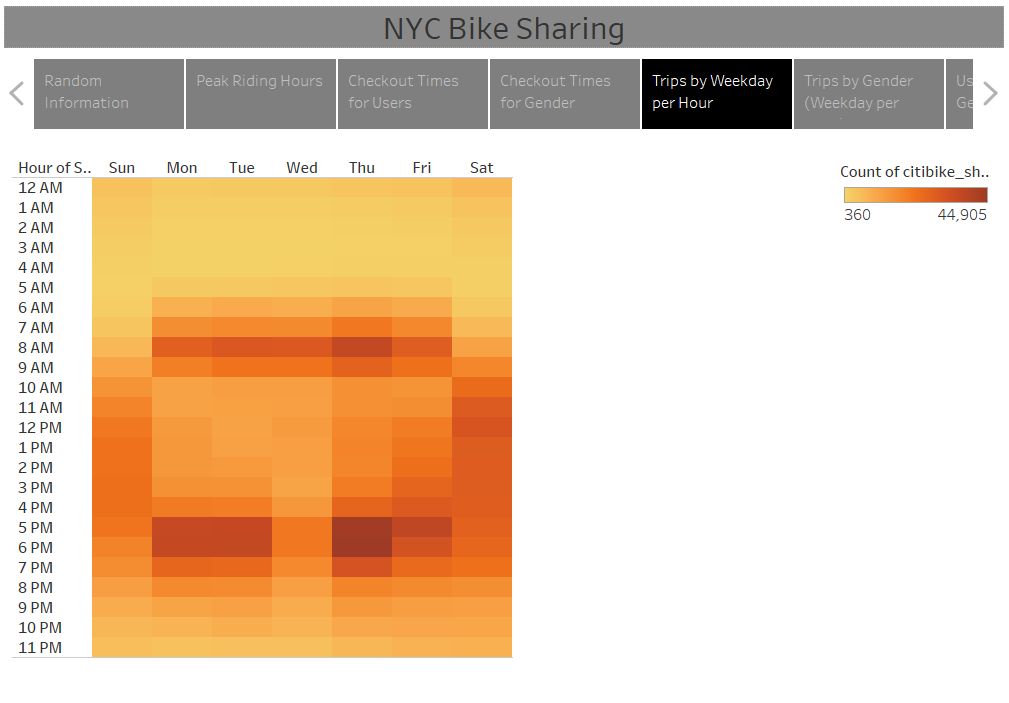 NYC Bike Sharing
Random
Information
Peak Riding Hours
Checkout Times
for Users
Checkout Times
for Gender
Trips by Weekday
per Hour
Trips by Gender
(Weekday per
Us
Ge
Hour of S..
Sun Mon Tue Wed Thu Fri Sat
12 AM
1 AM
2 AM
3 AM
4 AM
5 AM
6 AM
7 AM
8 AM
9 AM
10 AM
11 AM
12 PM
1 PM
2 PM
3 PM
4 PM
5 PM
6 PM
7 PM
8 PM
9 PM
10 PM
11 PM
Count of citibike_sh..
360 44,905